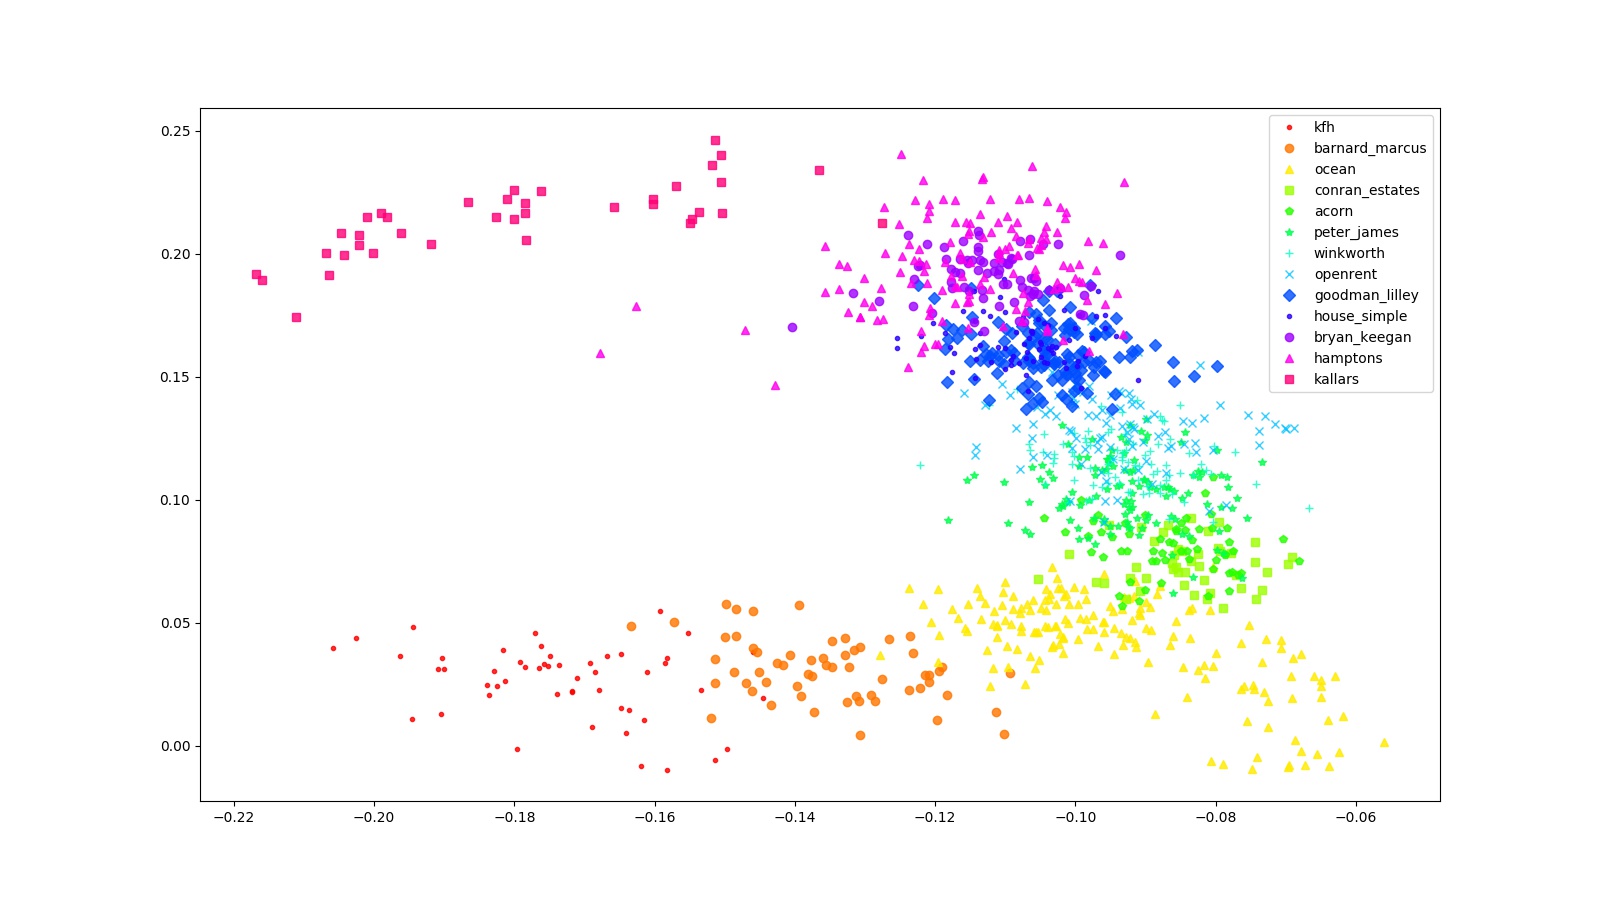 0.25
0.20
0.15
0.10
0.05
0.00
−0.22
−0.20
−0.18
−0.16
−0.14
−0.12
−0.10
−0.08
−0.06
kfh
barnard_marcus
ocean
conran_estates
acorn
peter_james
winkworth
openrent
goodman_lilley
house_simple
bryan_keegan
hamptons
kallars